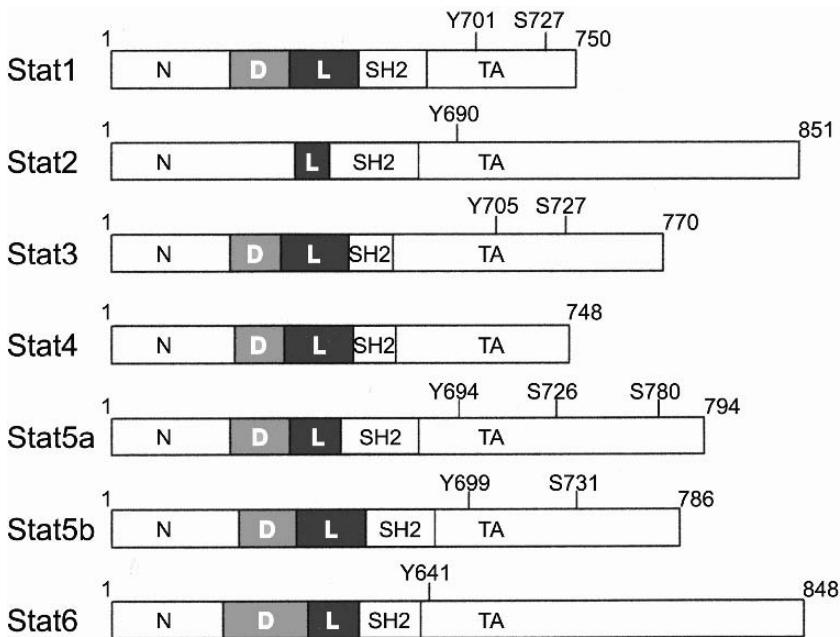 Y701 S727
1 750
Stat1 N D L SH2 TA
Y690
1 851
Stat2 N L SH2 TA
Y705 S727
1 770
Stat3 N D L SH2 TA
1 748
Stat4 N D L SH2 TA
Y694 S726 S780
1 794
Stat5a N D L SH2 TA
Y699 S731
1 786
Stat5b N D L SH2 TA
Y641
1 848
Stat6 N D L SH2 TA